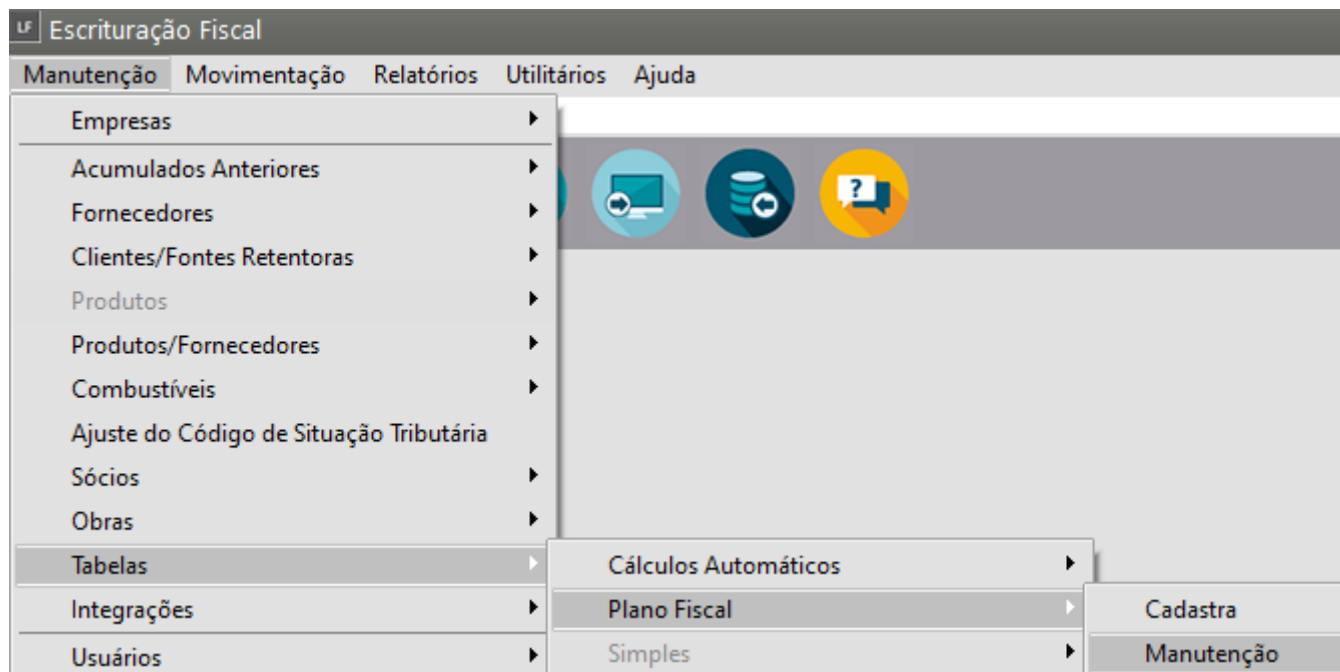 LF Escrituração Fiscal
Manutenção Movimentação Relatórios Utilitários Ajuda
Empresas
Acumulados Anteriores
Fornecedores
Clientes/Fontes Retentoras
Produtos
Produtos/Fornecedores
Combustíveis
Ajuste do Código de Situação Tributária
Sócios
Obras
Tabelas
Integrações
Usuários
Cálculos Automáticos
Plano Fiscal
Simples
Cadastra
Manutenção
?